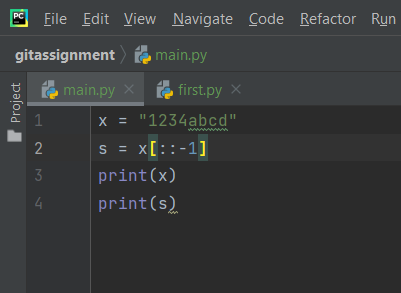 PC File Edit View Navigate Code Refactor Run
gitassignment main.py
Project
main.py first.py
1 x = "1234abcd"
2 s = x[::-1]
3 print(x)
4 print(s)